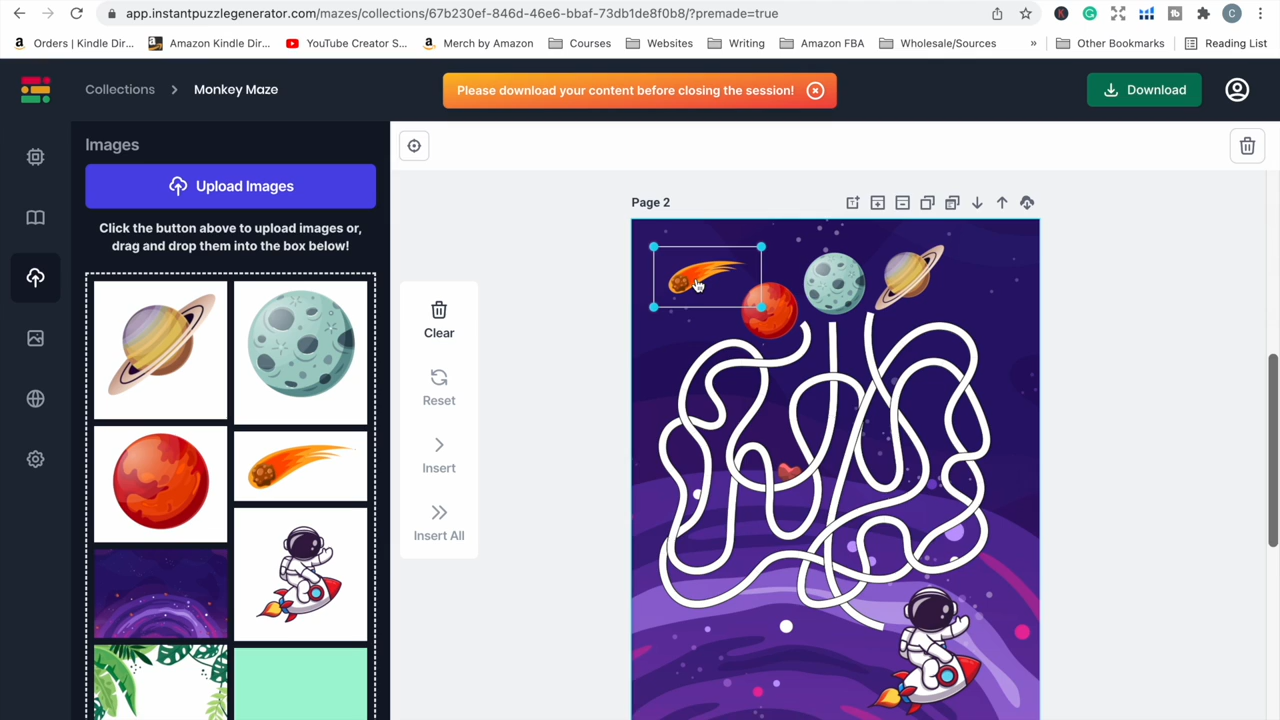 app.instantpuzzlegenerator.com/mazes/collections/67b230ef-846d-46e6-bbaf-73db1de8f0b8/?premade=true
Orders | Kindle Dir...
Amazon Kindle Dir...
YouTube Creator S...
Merch by Amazon
Courses
Websites
Writing
Amazon FBA
Wholesale/Sources
»
Other Bookmarks
Reading List
Collections > Monkey Maze
Please download your content before closing the session!
Download
Images
Upload Images
Click the button above to upload images or,
drag and drop them into the box below!
Clear
Reset
Insert
Insert All
Page 2